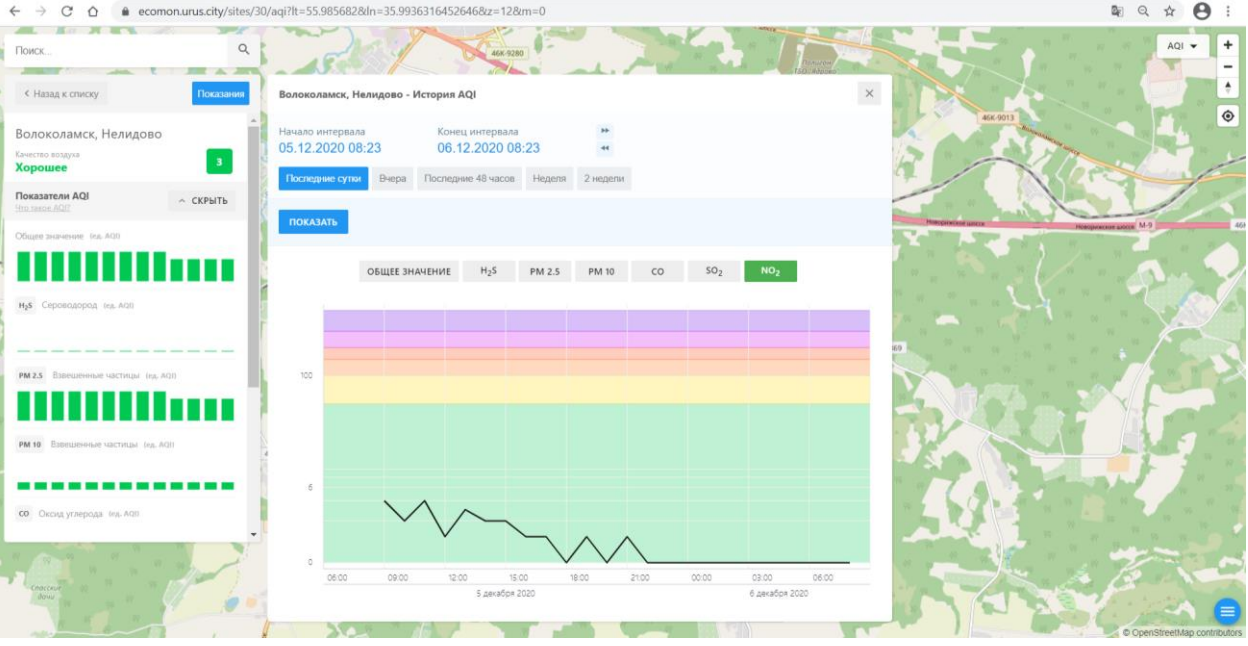 ecomon.urus.city/sites/30/aqi?lt=55.985682&ln=35.9936316452646&z=12&m=0
Поиск...
46К-9280
AQI
Назад к списку
Показания
Волоколамск, Нелидово - История AQI
Волоколамск, Нелидово
Качество воздуха
Хорошее
3
Начало интервала
Конец интервала
05.12.2020 08:23
06.12.2020 08:23
Последние сутки
Вчера
Последние 48 часов
Неделя
2 недели
46К-9013
Показатели AQI
Что такое AQI?
СКРЫТЬ
ПОКАЗАТЬ
Новорижское шоссе
Новорижское шоссе
М-9
Общее значение (ед. AQI)
ОБЩЕЕ ЗНАЧЕНИЕ
H₂S
PM 2.5
PM 10
CO
SO₂
NO₂
H₂S Сероводород (ед. AQI)
PM 2.5 Взвешенные частицы (ед. AQI)
100
PM 10 Взвешенные частицы (ед. AQI)
6
CO Оксид углерода (ед. AQI)
0
06:00
09:00
12:00
15:00
18:00
21:00
00:00
03:00
06:00
5 декабря 2020
6 декабря 2020
© OpenStreetMap contributors